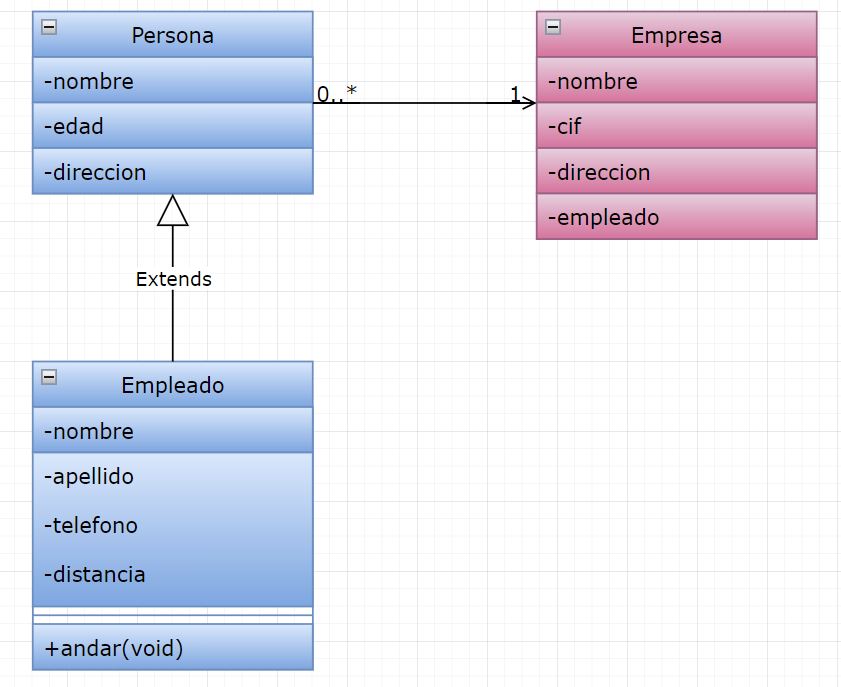 Persona
-nombre
-edad
-direccion
0..*
1
Empresa
-nombre
-cif
-direccion
-empleado
Extends
Empleado
-nombre
-apellido
-telefono
-distancia
+andar(void)